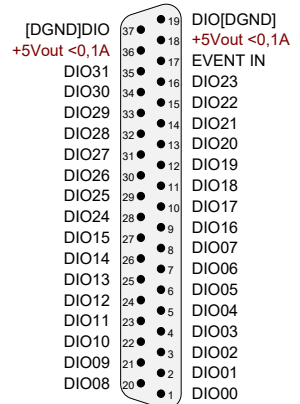 [DGND]DIO 37 19 DIO[DGND]
+5Vout <0,1A 36 18 +5Vout <0,1A
DIO31 35 17 EVENT IN
DIO30 34 16 DIO23
DIO29 33 15 DIO22
DIO28 32 14 DIO21
DIO27 31 13 DIO20
DIO26 30 12 DIO19
DIO25 29 11 DIO18
DIO24 28 10 DIO17
DIO15 27 9 DIO16
DIO14 26 8 DIO07
DIO13 25 7 DIO06
DIO12 24 6 DIO05
DIO11 23 5 DIO04
DIO10 22 4 DIO03
DIO09 21 3 DIO02
DIO08 20 2 DIO01
1 DIO00